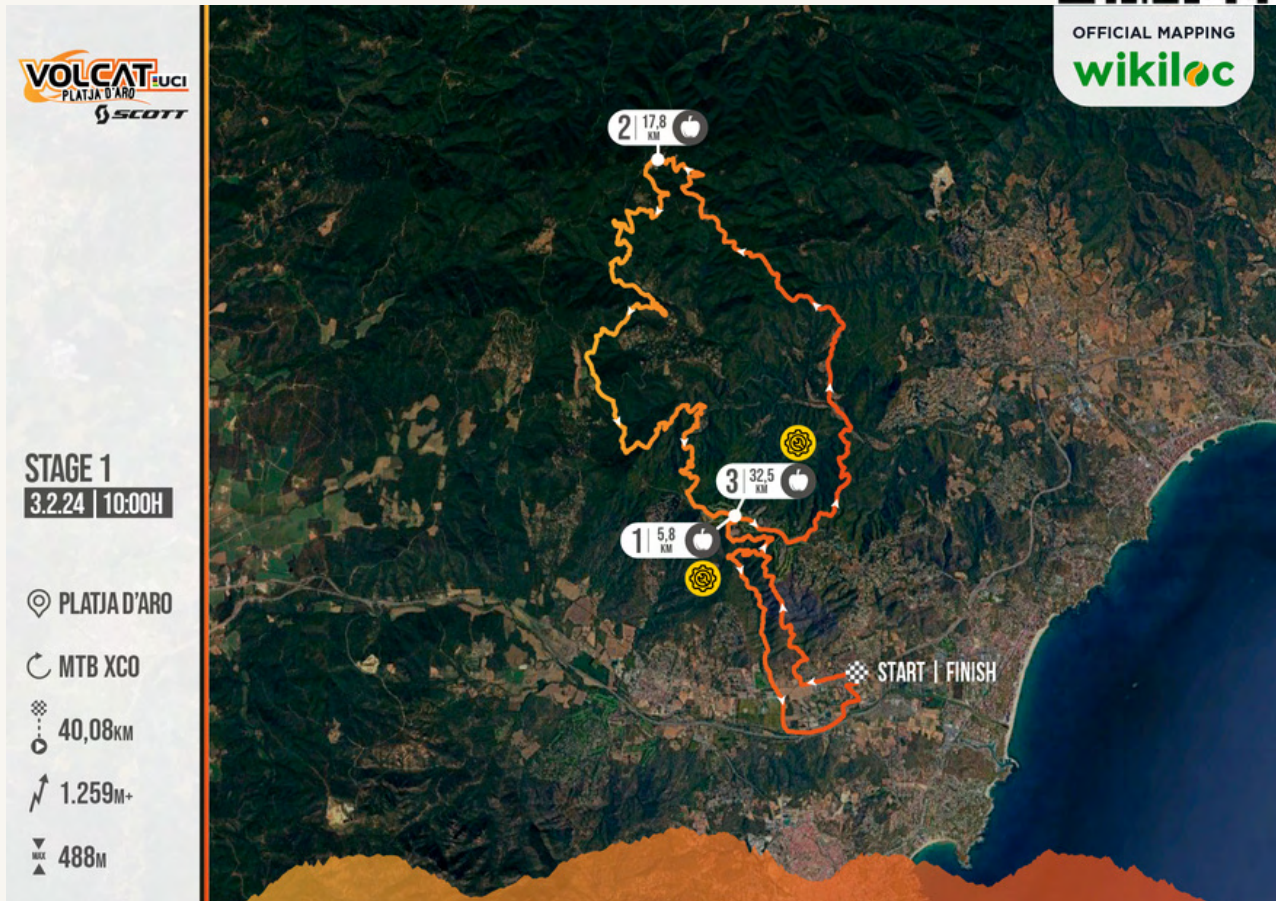 OFFICIAL MAPPING
wikiloc
VOLCAT UCI
PLATJA D'ARO
SCOTT
2 | 17,8 KM
STAGE 1
3.2.24 | 10:00H
3 | 32,5 KM
1 | 5,8 KM
PLATJA D'ARO
MTB XCO
START | FINISH
40,08KM
1.259M+
MAX 488M